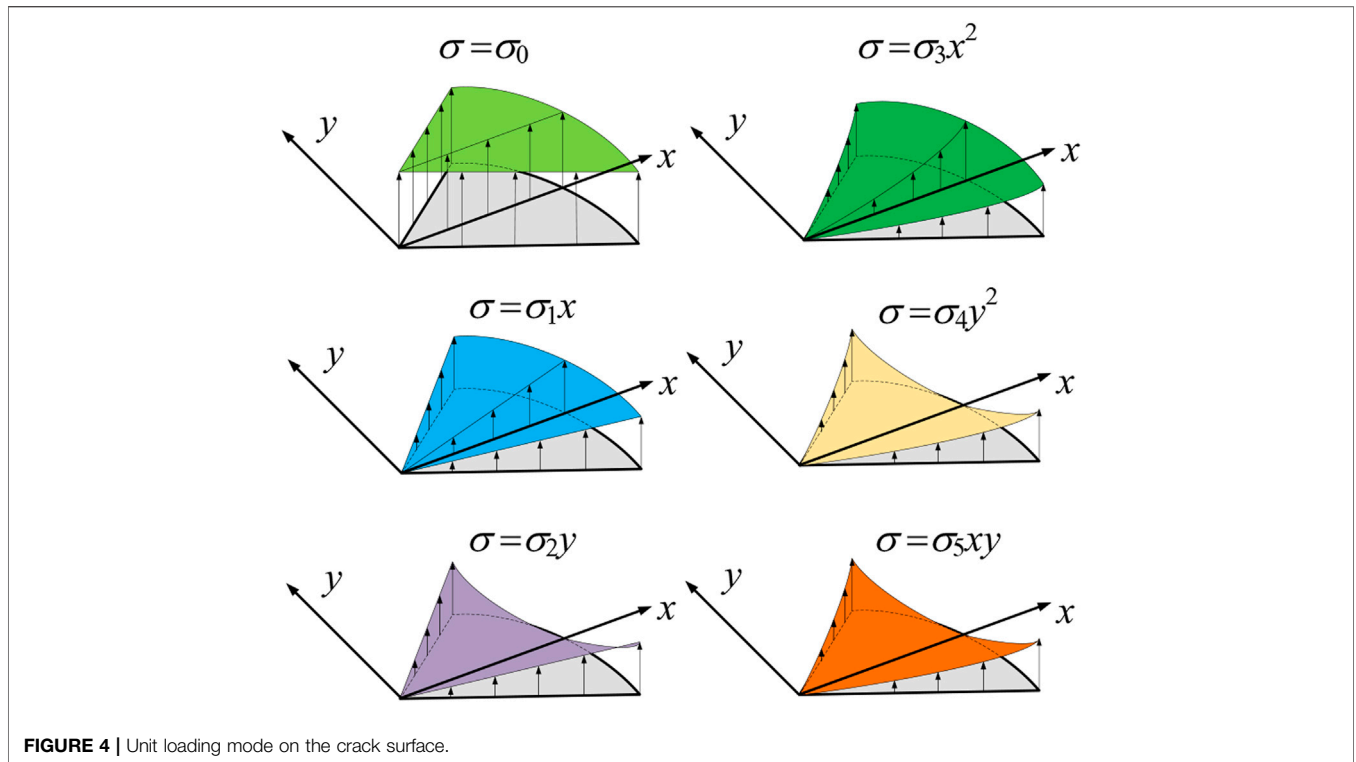 σ=σ₀
y
x
σ=σ₃x²
y
x
σ=σ₁x
y
x
σ=σ₄y²
y
x
σ=σ₂y
y
x
σ=σ₅xy
y
x
FIGURE 4 | Unit loading mode on the crack surface.